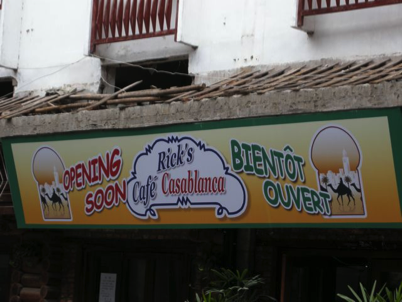 OPENING
SOON
Rick's
Café Casablanca
BIENTÔT
OUVERT